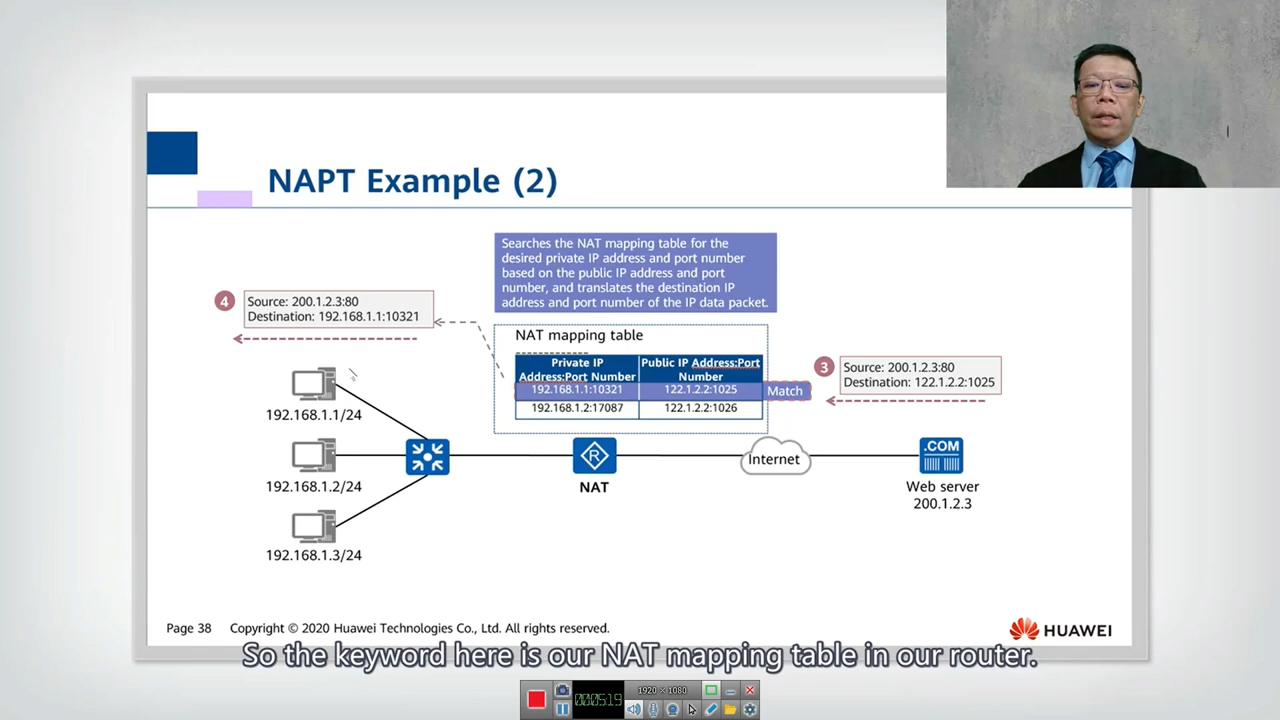 NAPT Example (2)
Searches the NAT mapping table for the
desired private IP address and port number
based on the public IP address and port
number, and translates the destination IP
address and port number of the IP data packet.
4
Source: 200.1.2.3:80
Destination: 192.168.1.1:10321
NAT mapping table
Private IP
Address:Port Number
Public IP Address:Port
Number
192.168.1.1:10321
122.1.2.2:1025
Match
192.168.1.2:17087
122.1.2.2:1026
3
Source: 200.1.2.3:80
Destination: 122.1.2.2:1025
192.168.1.1/24
192.168.1.2/24
192.168.1.3/24
R
NAT
Internet
.COM
Web server
200.1.2.3
Page 38
Copyright © 2020 Huawei Technologies Co., Ltd. All rights reserved.
HUAWEI
So the keyword here is our NAT mapping table in our router.
000519
1920 × 1080